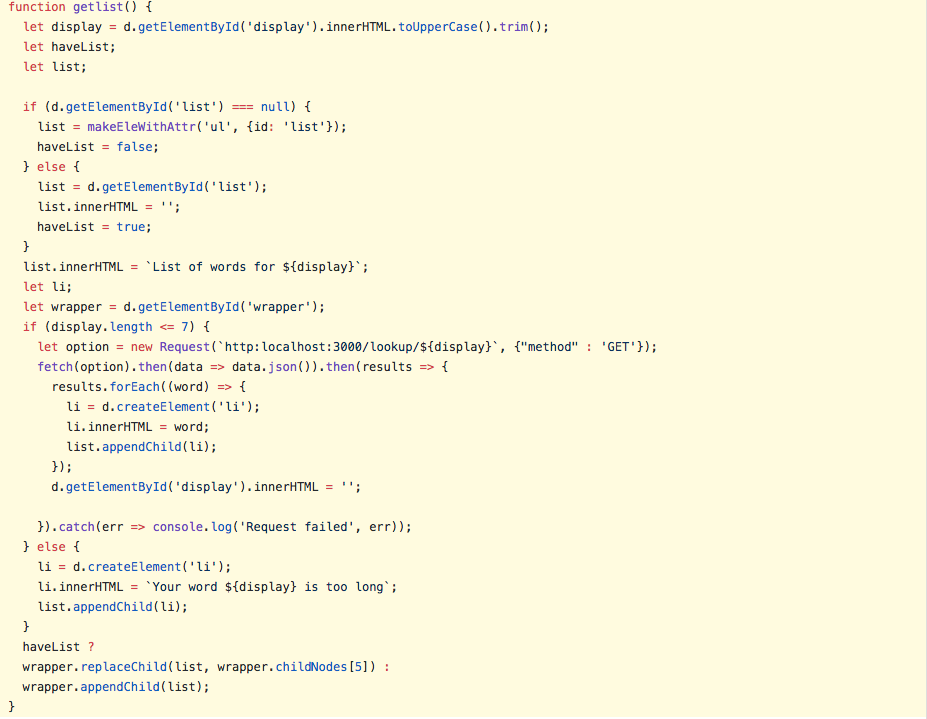 function getlist() {
  let display = d.getElementById('display').innerHTML.toUpperCase().trim();
  let haveList;
  let list;

  if (d.getElementById('list') === null) {
    list = makeEleWithAttr('ul', {id: 'list'});
    haveList = false;
  } else {
    list = d.getElementById('list');
    list.innerHTML = '';
    haveList = true;
  }
  list.innerHTML = `List of words for ${display}`;
  let li;
  let wrapper = d.getElementById('wrapper');
  if (display.length <= 7) {
    let option = new Request(`http:localhost:3000/lookup/${display}`, {"method" : 'GET'});
    fetch(option).then(data => data.json()).then(results => {
      results.forEach((word) => {
        li = d.createElement('li');
        li.innerHTML = word;
        list.appendChild(li);
      });
      d.getElementById('display').innerHTML = '';

    }).catch(err => console.log('Request failed', err));
  } else {
    li = d.createElement('li');
    li.innerHTML = `Your word ${display} is too long`;
    list.appendChild(li);
  }
  haveList ?
  wrapper.replaceChild(list, wrapper.childNodes[5]) :
  wrapper.appendChild(list);
}